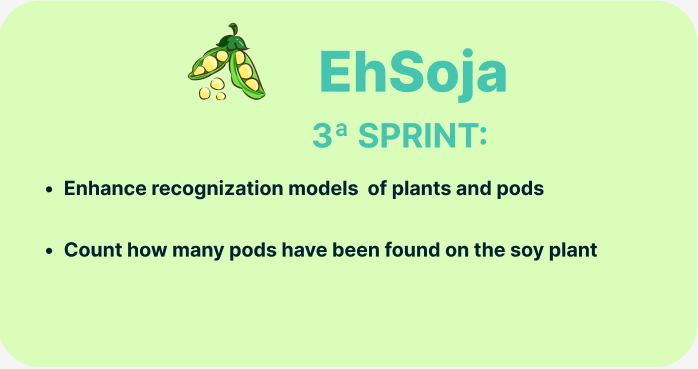 EhSoja
3ª SPRINT:
• Enhance recognization models  of plants and pods
• Count how many pods have been found on the soy plant